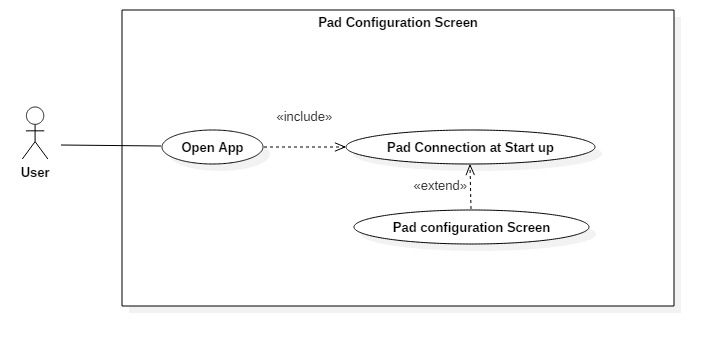 Pad Configuration Screen
«include»
Open App
Pad Connection at Start up
User
«extend»
Pad configuration Screen